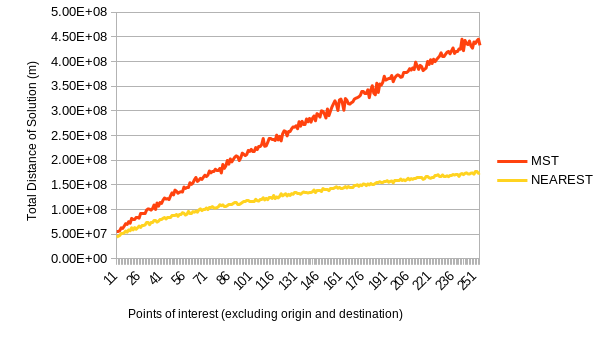 5.00E+08
4.50E+08
4.00E+08
3.50E+08
3.00E+08
2.50E+08
2.00E+08
1.50E+08
1.00E+08
5.00E+07
0.00E+00
Total Distance of Solution (m)
MST
NEAREST
11 26 41 56 71 86 101 116 131 146 161 176 191 206 221 236 251
Points of interest (excluding origin and destination)